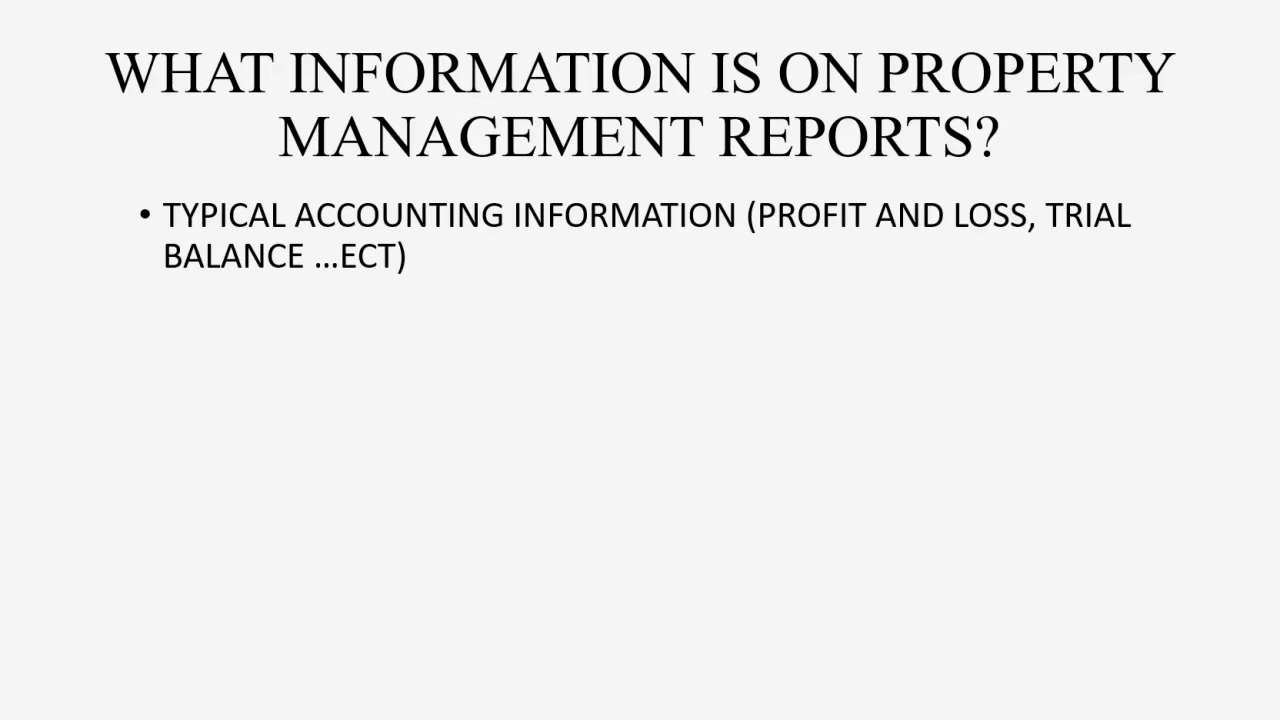 WHAT INFORMATION IS ON PROPERTY
MANAGEMENT REPORTS?
• TYPICAL ACCOUNTING INFORMATION (PROFIT AND LOSS, TRIAL
BALANCE ...ECT)